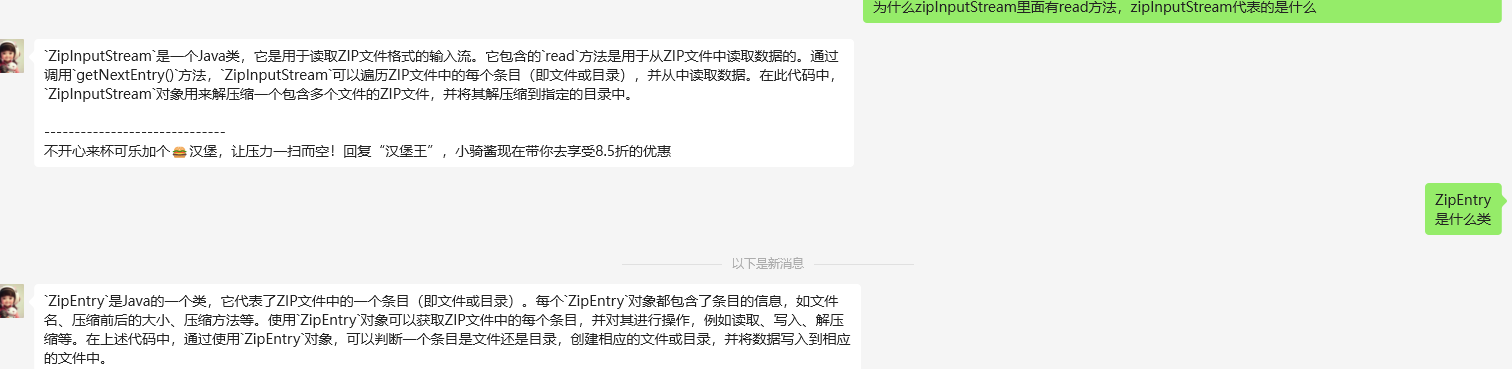 为什么zipInputStream里面有read方法，zipInputStream代表的是什么
`ZipInputStream`是一个Java类，它是用于读取ZIP文件格式的输入流。它包含的`read`方法是用于从ZIP文件中读取数据的。通过
调用`getNextEntry()`方法，`ZipInputStream`可以遍历ZIP文件中的每个条目（即文件或目录），并从中读取数据。在此代码中，
`ZipInputStream`对象用来解压缩一个包含多个文件的ZIP文件，并将其解压缩到指定的目录中。
------------------------------
不开心来杯可乐加个🍔汉堡，让压力一扫而空！回复“汉堡王”，小骑酱现在带你去享受8.5折的优惠
ZipEntry
是什么类
以下是新消息
`ZipEntry`是Java的一个类，它代表了ZIP文件中的一个条目（即文件或目录）。每个`ZipEntry`对象都包含了条目的信息，如文件
名、压缩前后的大小、压缩方法等。使用`ZipEntry`对象可以获取ZIP文件中的每个条目，并对其进行操作，例如读取、写入、解压
缩等。在上述代码中，通过使用`ZipEntry`对象，可以判断一个条目是文件还是目录，创建相应的文件或目录，并将数据写入到相应
的文件中。